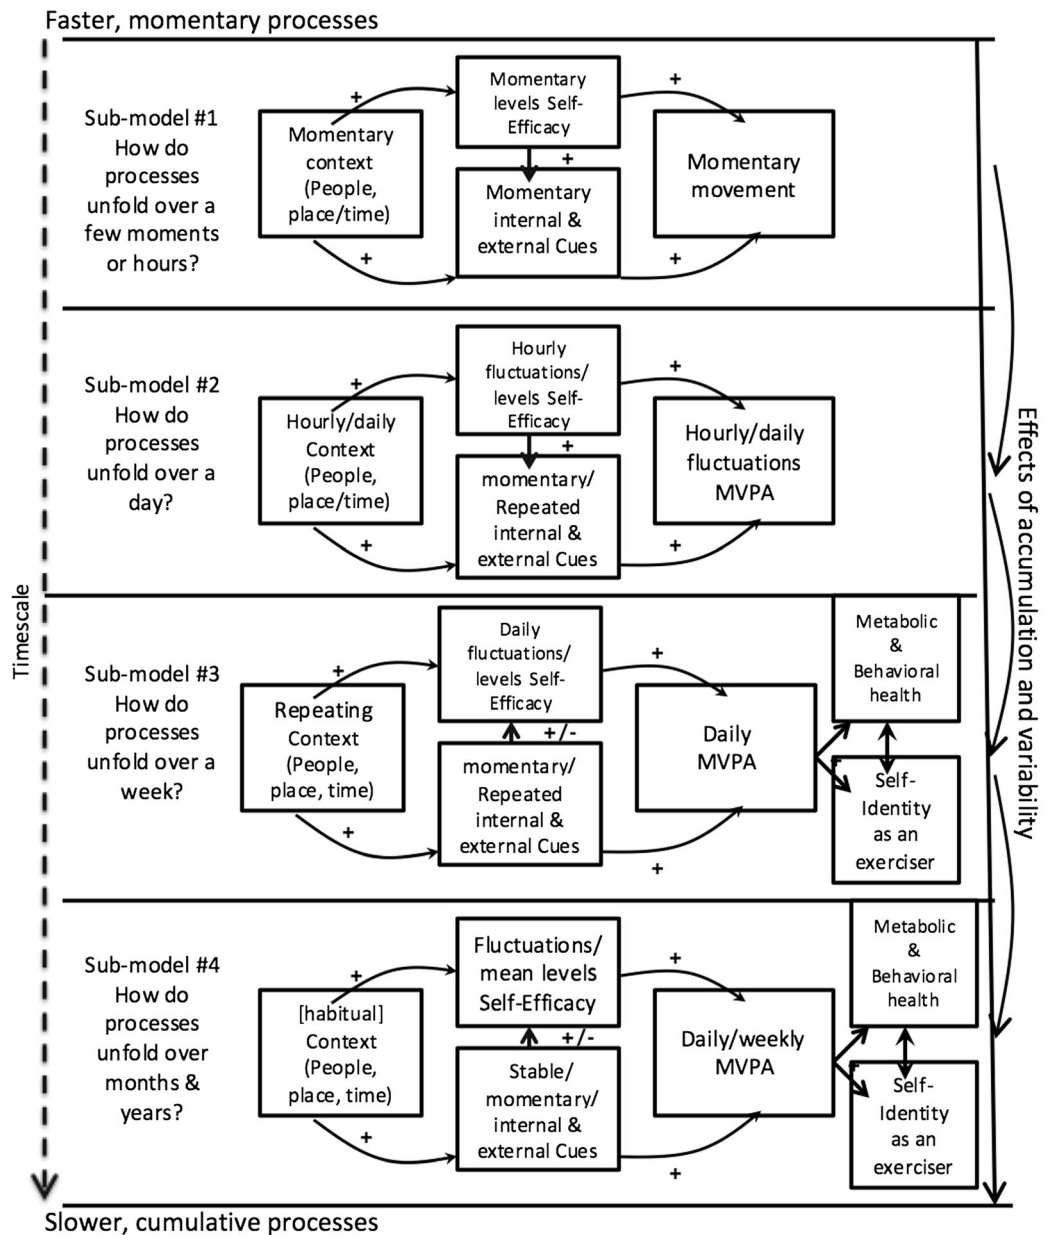 Faster, momentary processes
Sub-model #1
How do
processes
unfold over a
few moments
or hours?
Momentary
context
(People,
place/time)
+
+
Momentary
levels Self-
Efficacy
+
Momentary
internal &
external Cues
+
+
Momentary
movement
Sub-model #2
How do
processes
unfold over a
day?
Hourly/daily
Context
(People,
place/time)
+
+
Hourly
fluctuations/
levels Self-
Efficacy
+
momentary/
Repeated
internal &
external Cues
+
+
Hourly/daily
fluctuations
MVPA
Timescale
Effects of accumulation and variability
Sub-model #3
How do
processes
unfold over a
week?
Repeating
Context
(People,
place, time)
+
+
Daily
fluctuations/
levels Self-
Efficacy
+/-
momentary/
Repeated
internal &
external Cues
+
+
Daily
MVPA
+
Metabolic
&
Behavioral
health
Self-
Identity
as an
exerciser
Sub-model #4
How do
processes
unfold over
months &
years?
[habitual]
Context
(People,
place, time)
+
+
Fluctuations/
mean levels
Self-Efficacy
+/-
Stable/
momentary/
internal &
external Cues
+
+
Daily/weekly
MVPA
+
Metabolic
&
Behavioral
health
Self-
Identity
as an
exerciser
Slower, cumulative processes